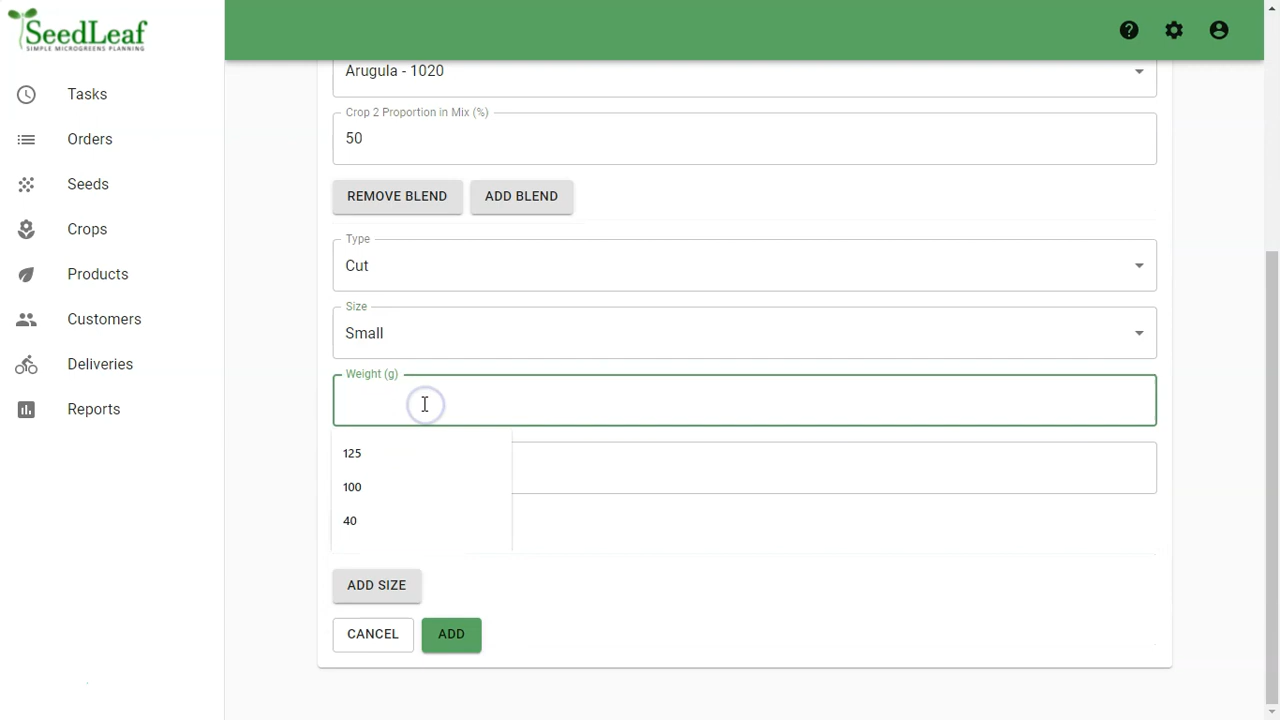 SeedLeaf
SIMPLE MICROGREENS PLANNING
Tasks
Orders
Seeds
Crops
Products
Customers
Deliveries
Reports
Arugula - 1020
Crop 2 Proportion in Mix (%)
50
REMOVE BLEND
ADD BLEND
Type
Cut
Size
Small
Weight (g)
125
100
40
ADD SIZE
CANCEL
ADD